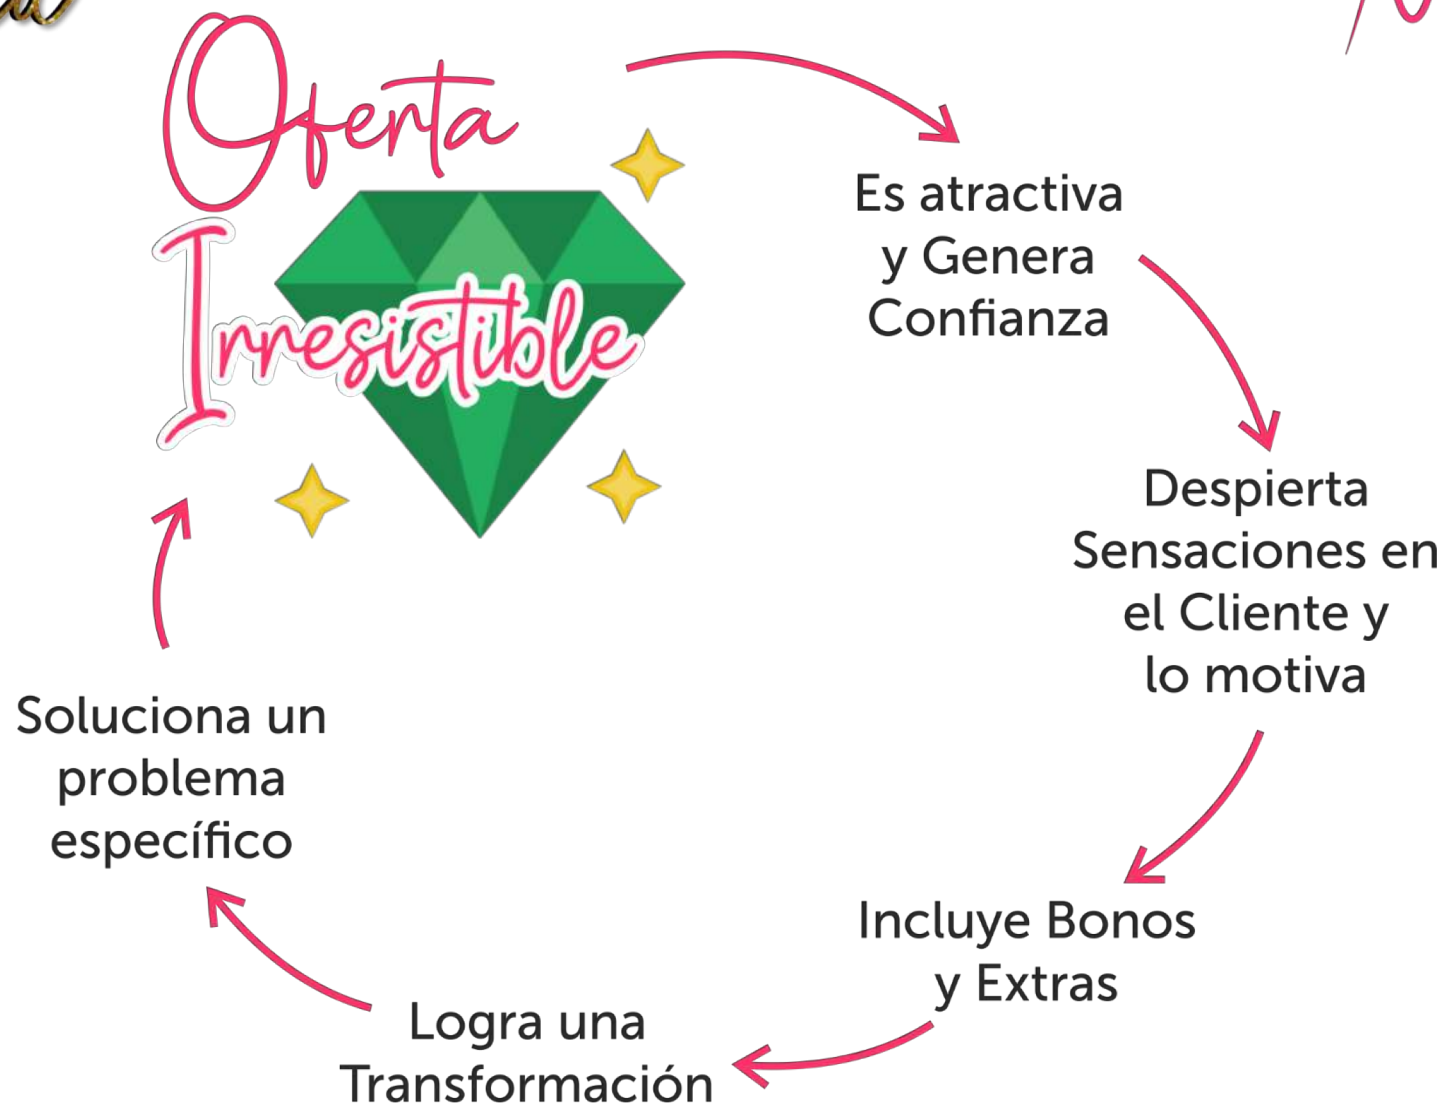 Oferta
Irresistible
Es atractiva
y Genera
Confianza
Despierta
Sensaciones en
el Cliente y
lo motiva
Incluye Bonos
y Extras
Logra una
Transformación
Soluciona un
problema
específico